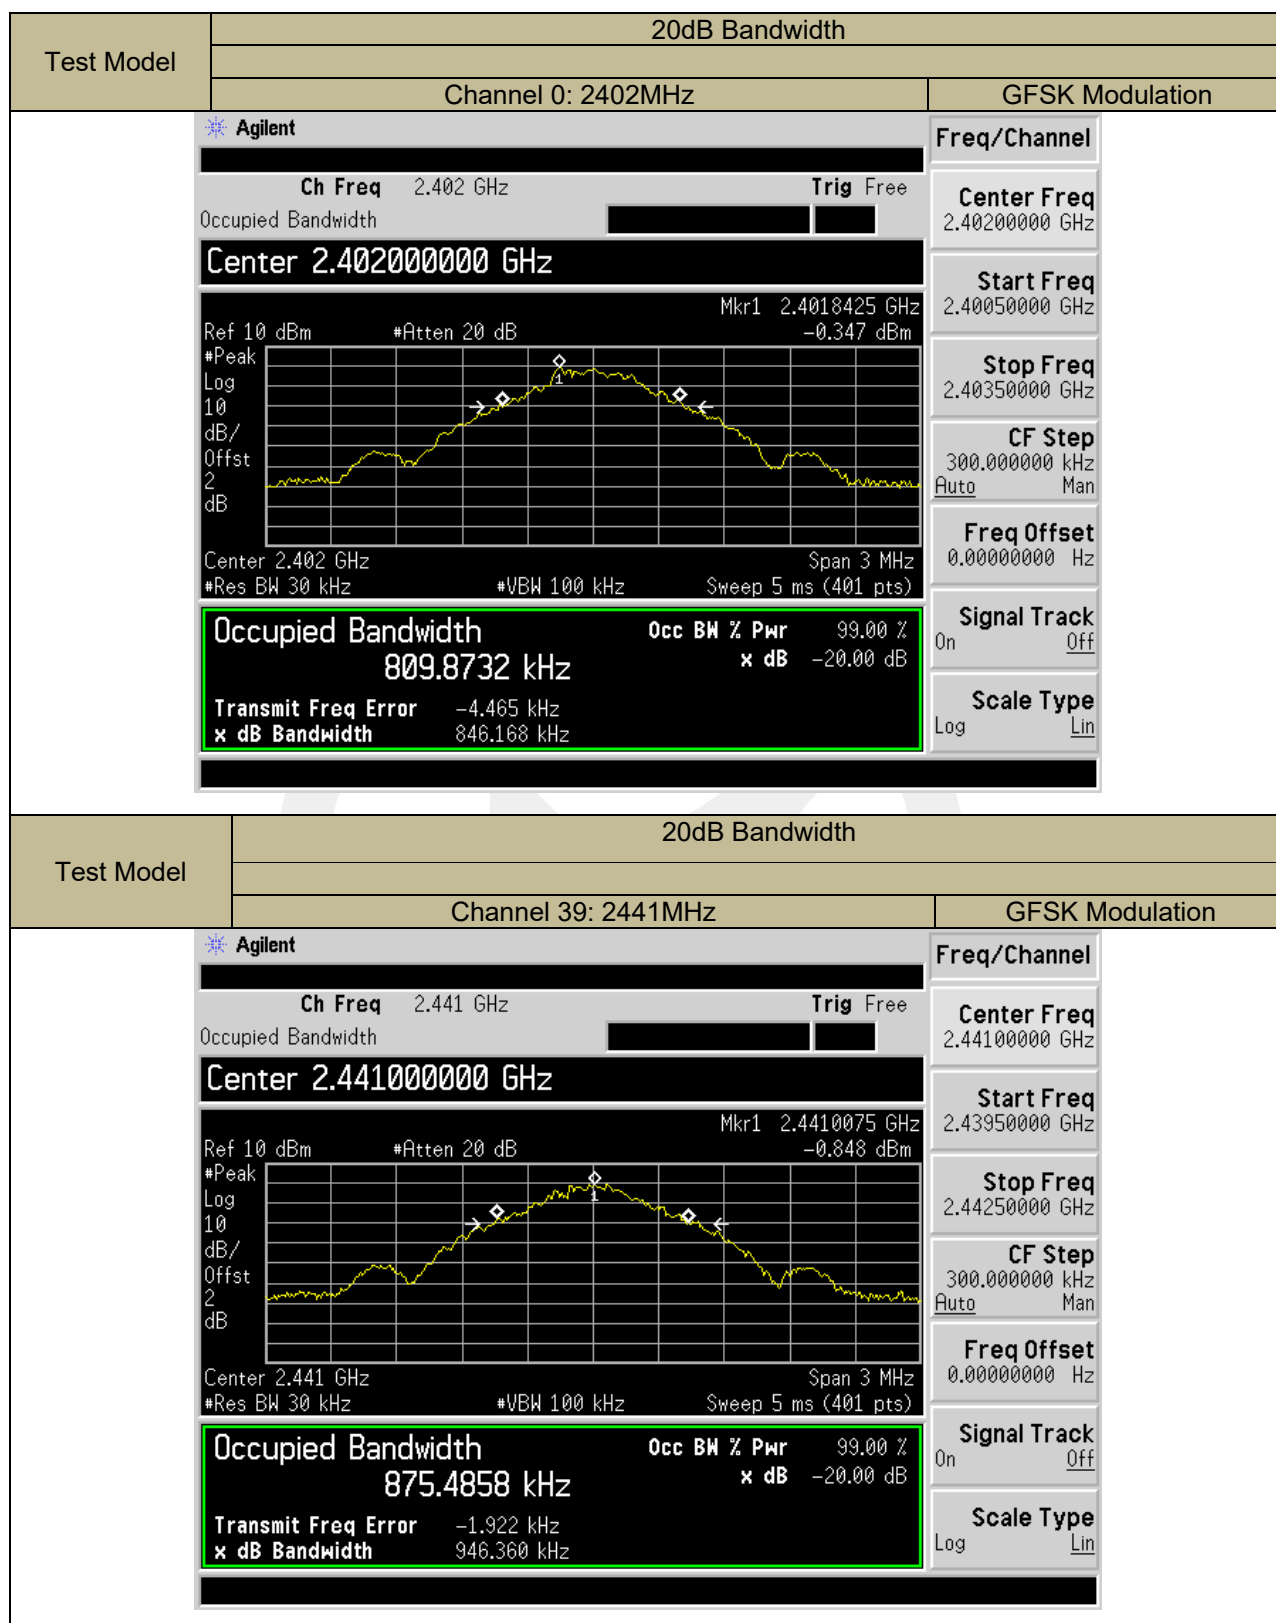 20dB Bandwidth
Test Model
Channel 0: 2402MHz GFSK Modulation
Agilent
Freq/Channel
Ch Freq 2.402 GHz Trig Free
Occupied Bandwidth
Center Freq
2.40200000 GHz
Center 2.402000000 GHz
Start Freq
2.40050000 GHz
Mkr1 2.4018425 GHz
Ref 10 dBm #Atten 20 dB -0.347 dBm
#Peak
Log
10
dB/
Offst
2
dB
1
Stop Freq
2.40350000 GHz
CF Step
300.000000 kHz
Auto Man
Center 2.402 GHz Span 3 MHz
#Res BW 30 kHz #VBW 100 kHz Sweep 5 ms (401 pts)
Freq Offset
0.00000000 Hz
Occupied Bandwidth Occ BW % Pwr 99.00 %
809.8732 kHz x dB -20.00 dB
Signal Track
On Off
Transmit Freq Error -4.465 kHz
x dB Bandwidth 846.168 kHz
Scale Type
Log Lin
20dB Bandwidth
Test Model
Channel 39: 2441MHz GFSK Modulation
Agilent
Freq/Channel
Ch Freq 2.441 GHz Trig Free
Occupied Bandwidth
Center Freq
2.44100000 GHz
Center 2.441000000 GHz
Start Freq
2.43950000 GHz
Mkr1 2.4410075 GHz
Ref 10 dBm #Atten 20 dB -0.848 dBm
#Peak
Log
10
dB/
Offst
2
dB
1
Stop Freq
2.44250000 GHz
CF Step
300.000000 kHz
Auto Man
Center 2.441 GHz Span 3 MHz
#Res BW 30 kHz #VBW 100 kHz Sweep 5 ms (401 pts)
Freq Offset
0.00000000 Hz
Occupied Bandwidth Occ BW % Pwr 99.00 %
875.4858 kHz x dB -20.00 dB
Signal Track
On Off
Transmit Freq Error -1.922 kHz
x dB Bandwidth 946.360 kHz
Scale Type
Log Lin